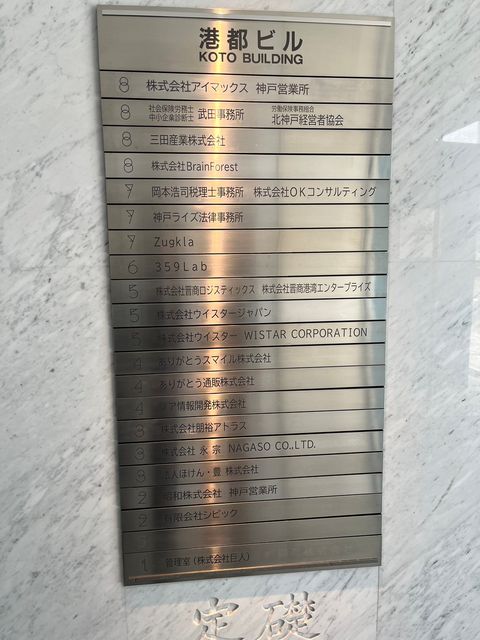 港都ビル
KOTO BUILDING
8 株式会社アイマックス 神戸営業所
8 社会保険労務士 中小企業診断士 武田事務所 労働保険事務組合 北神戸経営者協会
8 三田産業株式会社
8 株式会社BrainForest
7 岡本浩司税理士事務所 株式会社OKコンサルティング
7 神戸ライズ法律事務所
7 Zugkla
6 359Lab
5 株式会社晋商ロジスティックス 株式会社晋商港湾エンタープライズ
5 株式会社ウイスタージャパン
5 株式会社ウイスター WISTAR CORPORATION
4 ありがとうスマイル株式会社
4 ありがとう通販株式会社
4 情報開発株式会社
3 株式会社朋裕アトラス
3 株式会社 永宗 NAGASO CO.,LTD.
3 法人ほけん・豊 株式会社
2 昭和株式会社 神戸営業所
2 有限会社シビック
1 管理室(株式会社巨人)
定礎